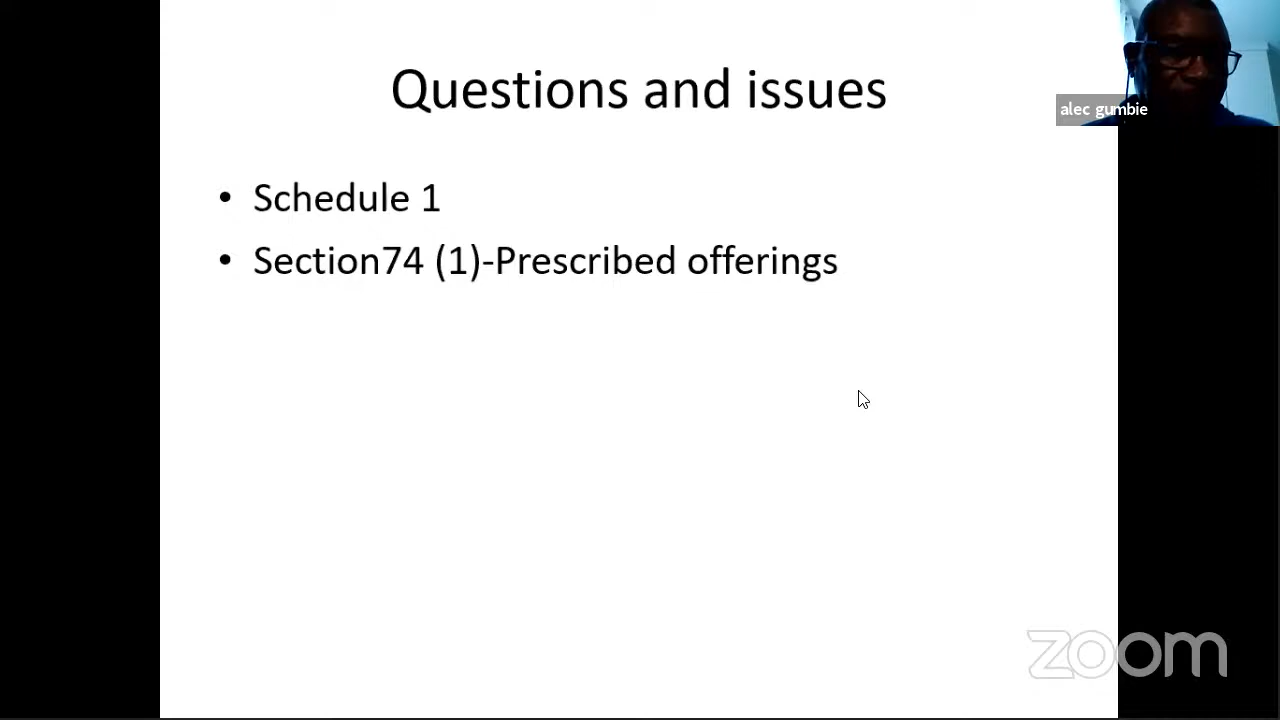 Questions and issues
alec gumbie
• Schedule 1
• Section74 (1)-Prescribed offerings
zoom